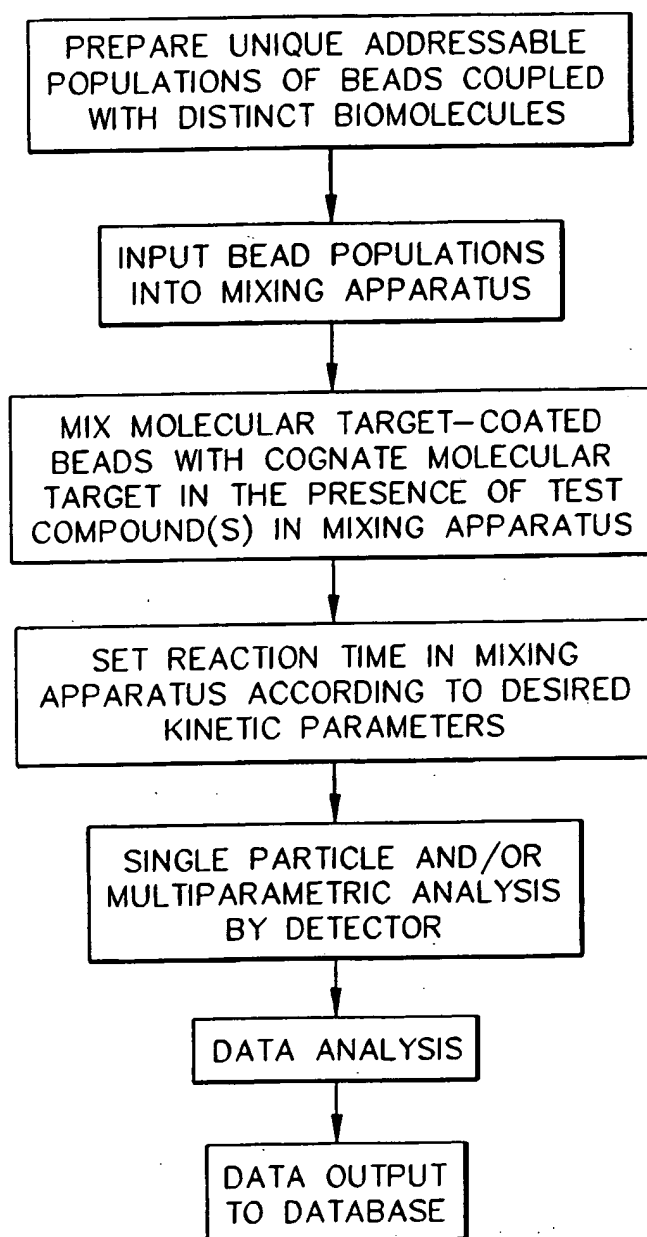 PREPARE UNIQUE ADDRESSABLE
POPULATIONS OF BEADS COUPLED
WITH DISTINCT BIOMOLECULES
INPUT BEAD POPULATIONS
INTO MIXING APPARATUS
MIX MOLECULAR TARGET-COATED
BEADS WITH COGNATE MOLECULAR
TARGET IN THE PRESENCE OF TEST
COMPOUND(S) IN MIXING APPARATUS
SET REACTION TIME IN MIXING
APPARATUS ACCORDING TO DESIRED
KINETIC PARAMETERS
SINGLE PARTICLE AND/OR
MULTIPARAMETRIC ANALYSIS
BY DETECTOR
DATA ANALYSIS
DATA OUTPUT
TO DATABASE